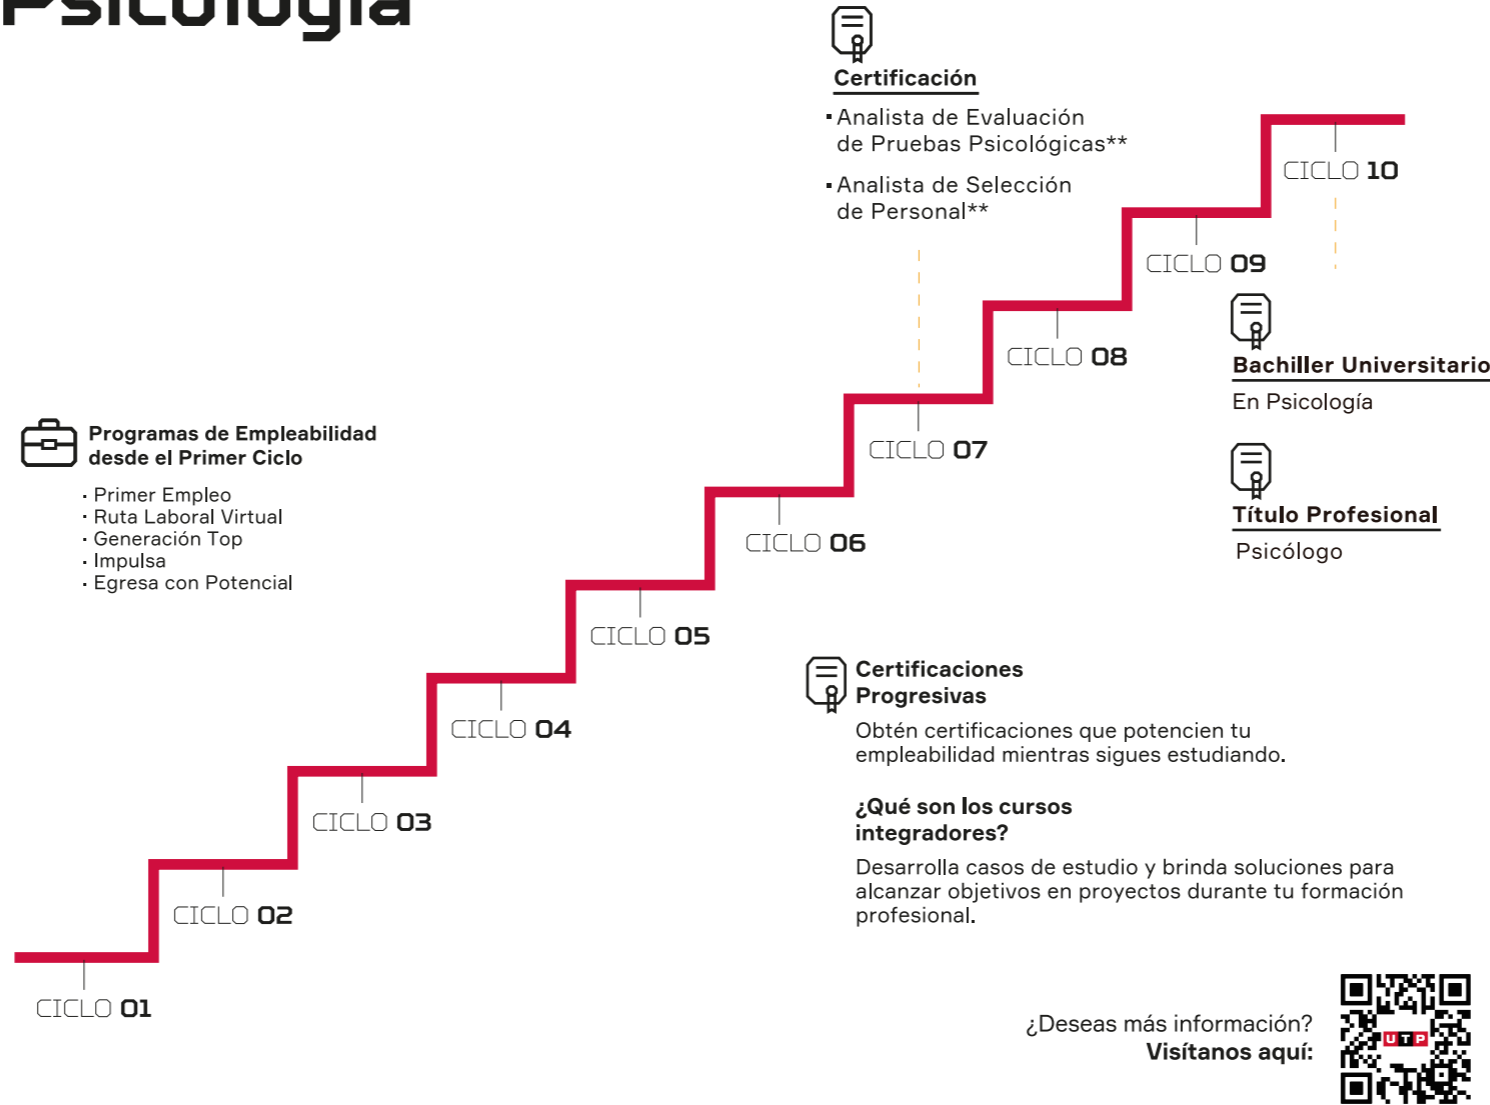 Psicología
Certificación
▪ Analista de Evaluación
de Pruebas Psicológicas**
▪ Analista de Selección
de Personal**
CICLO 10
CICLO 09
CICLO 08
CICLO 07
CICLO 06
CICLO 05
CICLO 04
CICLO 03
CICLO 02
CICLO 01
Bachiller Universitario
En Psicología
Título Profesional
Psicólogo
Programas de Empleabilidad
desde el Primer Ciclo
· Primer Empleo
· Ruta Laboral Virtual
· Generación Top
· Impulsa
· Egresa con Potencial
Certificaciones
Progresivas
Obtén certificaciones que potencien tu
empleabilidad mientras sigues estudiando.
¿Qué son los cursos
integradores?
Desarrolla casos de estudio y brinda soluciones para
alcanzar objetivos en proyectos durante tu formación
profesional.
¿Deseas más información?
Visítanos aquí:
UTP